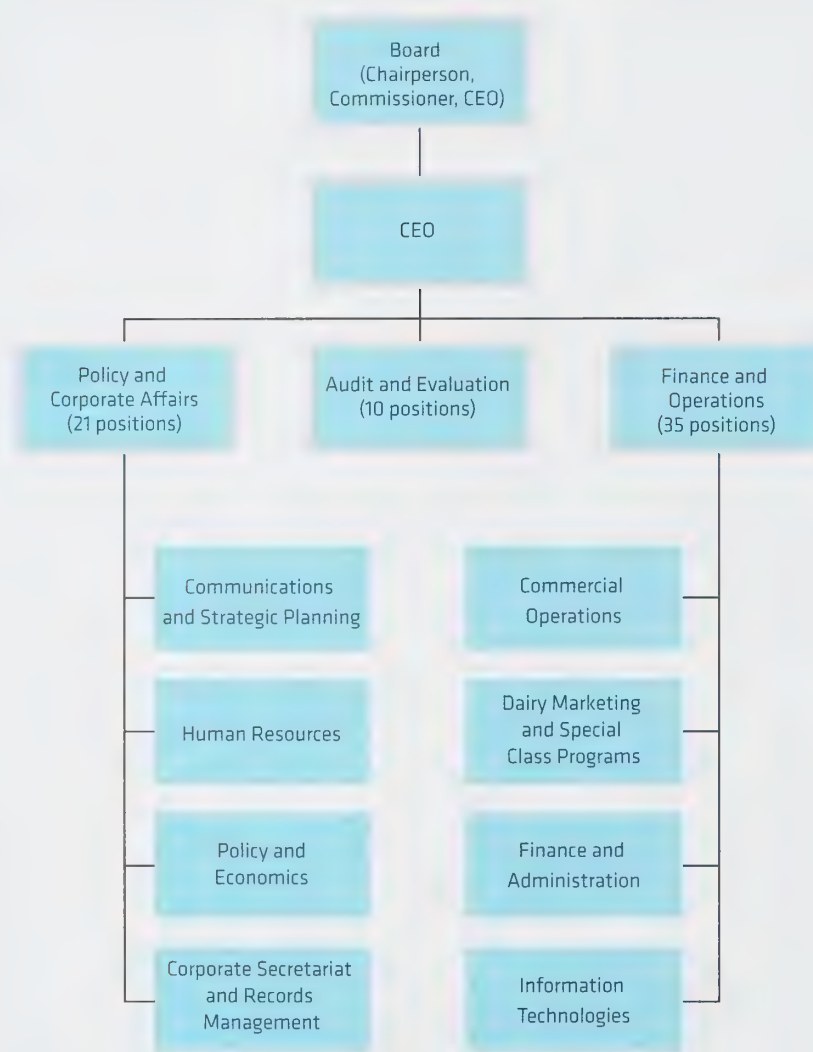 Board
(Chairperson,
Commissioner, CEO)
CEO
Policy and
Corporate Affairs
(21 positions)
Audit and Evaluation
(10 positions)
Finance and
Operations
(35 positions)
Communications
and Strategic Planning
Human Resources
Policy and
Economics
Corporate Secretariat
and Records
Management
Commercial
Operations
Dairy Marketing
and Special
Class Programs
Finance and
Administration
Information
Technologies